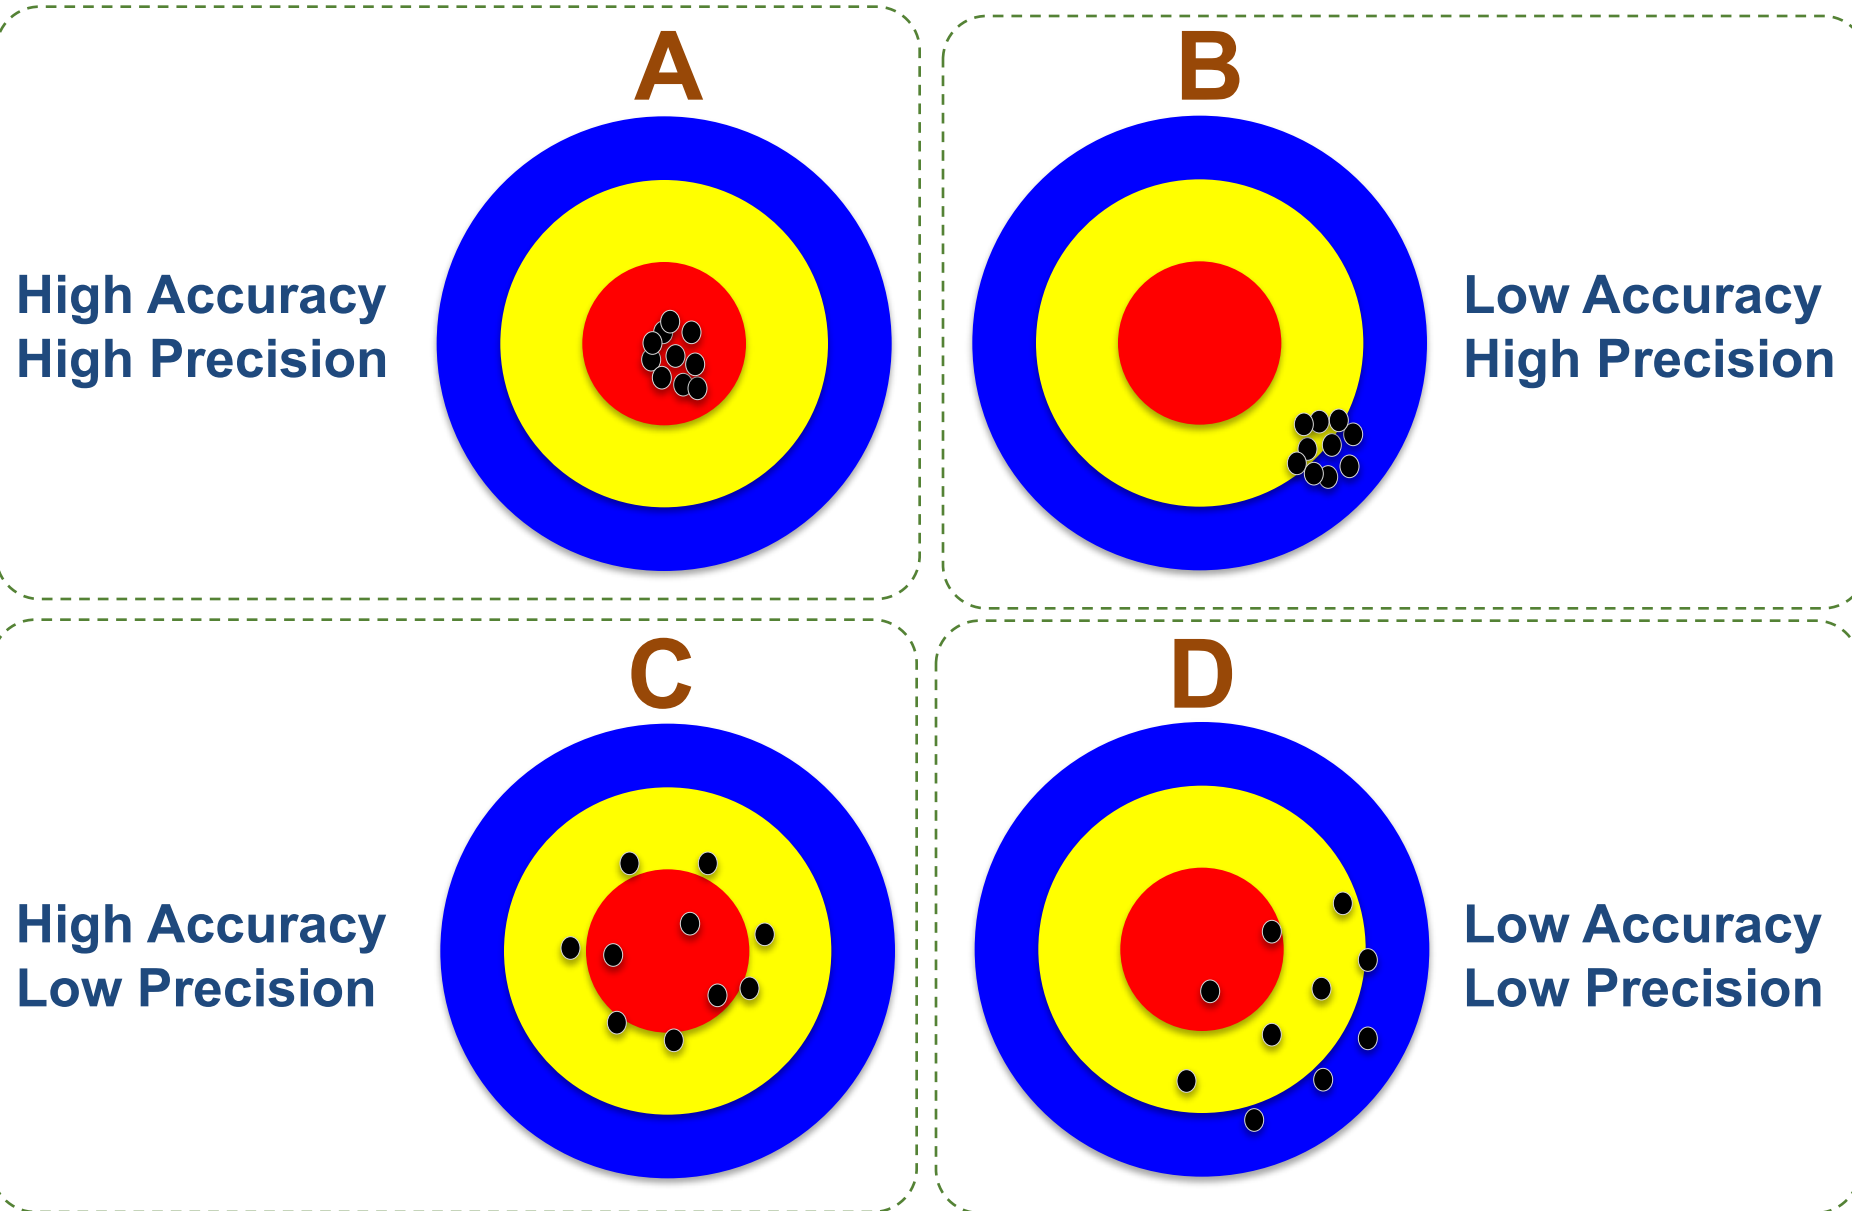 A
High Accuracy
High Precision
B
Low Accuracy
High Precision
C
High Accuracy
Low Precision
D
Low Accuracy
Low Precision